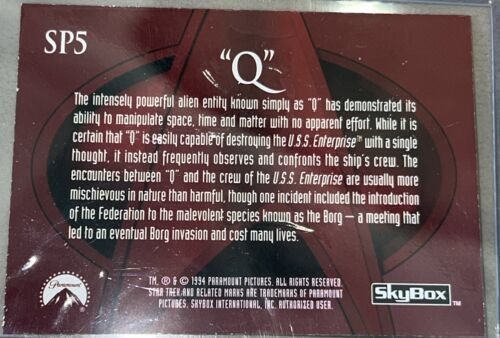 SP5
"Q"
The intensely powerful alien entity known simply as "Q" has demonstrated its
ability to manipulate space, time and matter with no apparent effort. While it is
certain that "Q" is easily capable of destroying the U.S.S. Enterprise™ with a single
thought, it instead frequently observes and confronts the ship's crew. The
encounters between "Q" and the crew of the U.S.S. Enterprise are usually more
mischievous in nature than harmful, though one incident included the introduction
of the Federation to the malevolent species known as the Borg — a meeting that
led to an eventual Borg invasion and cost many lives.
Paramount
TM, ® & © 1994 PARAMOUNT PICTURES. ALL RIGHTS RESERVED.
STAR TREK AND RELATED MARKS ARE TRADEMARKS OF PARAMOUNT
PICTURES. SKYBOX INTERNATIONAL, INC. AUTHORIZED USER.
SKYBOX™